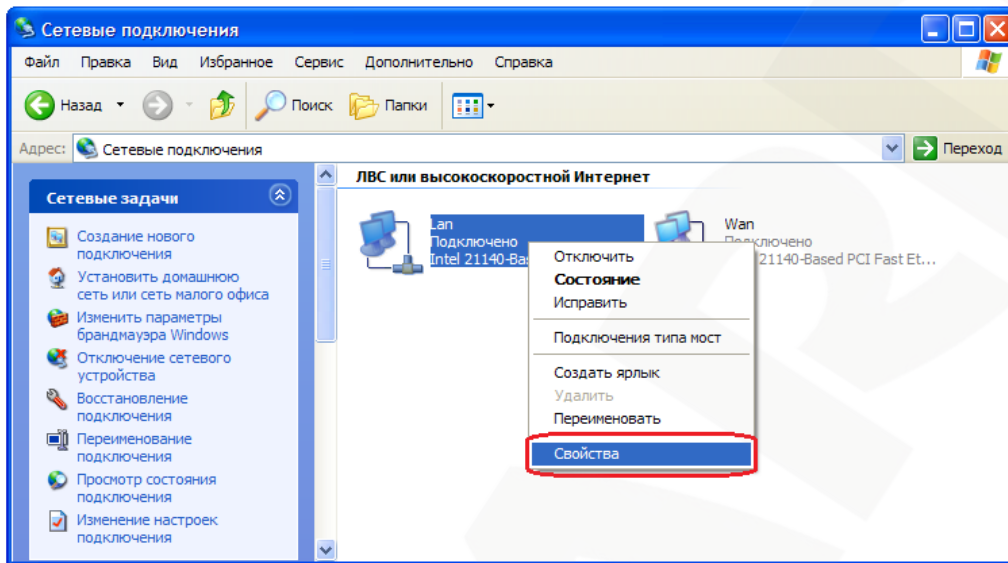 Сетевые подключения
Файл Правка Вид Избранное Сервис Дополнительно Справка
Назад Поиск Папки
Адрес: Сетевые подключения Переход
Сетевые задачи
Создание нового
подключения
Установить домашнюю
сеть или сеть малого офиса
Изменить параметры
брандмауэра Windows
Отключение сетевого
устройства
Восстановление
подключения
Переименование
подключения
Просмотр состояния
подключения
Изменение настроек
подключения
ЛВС или высокоскоростной Интернет
Lan
Подключено
Intel 21140-Bas
Wan
Подключено
21140-Based PCI Fast Et...
Отключить
Состояние
Исправить
Подключения типа мост
Создать ярлык
Удалить
Переименовать
Свойства